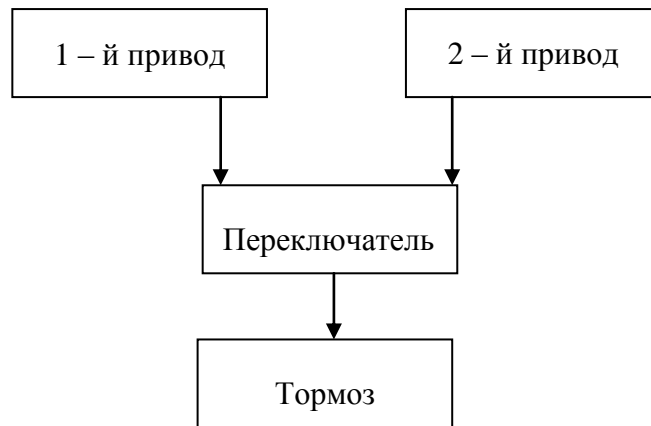 1 – й привод
2 – й привод
Переключатель
Тормоз